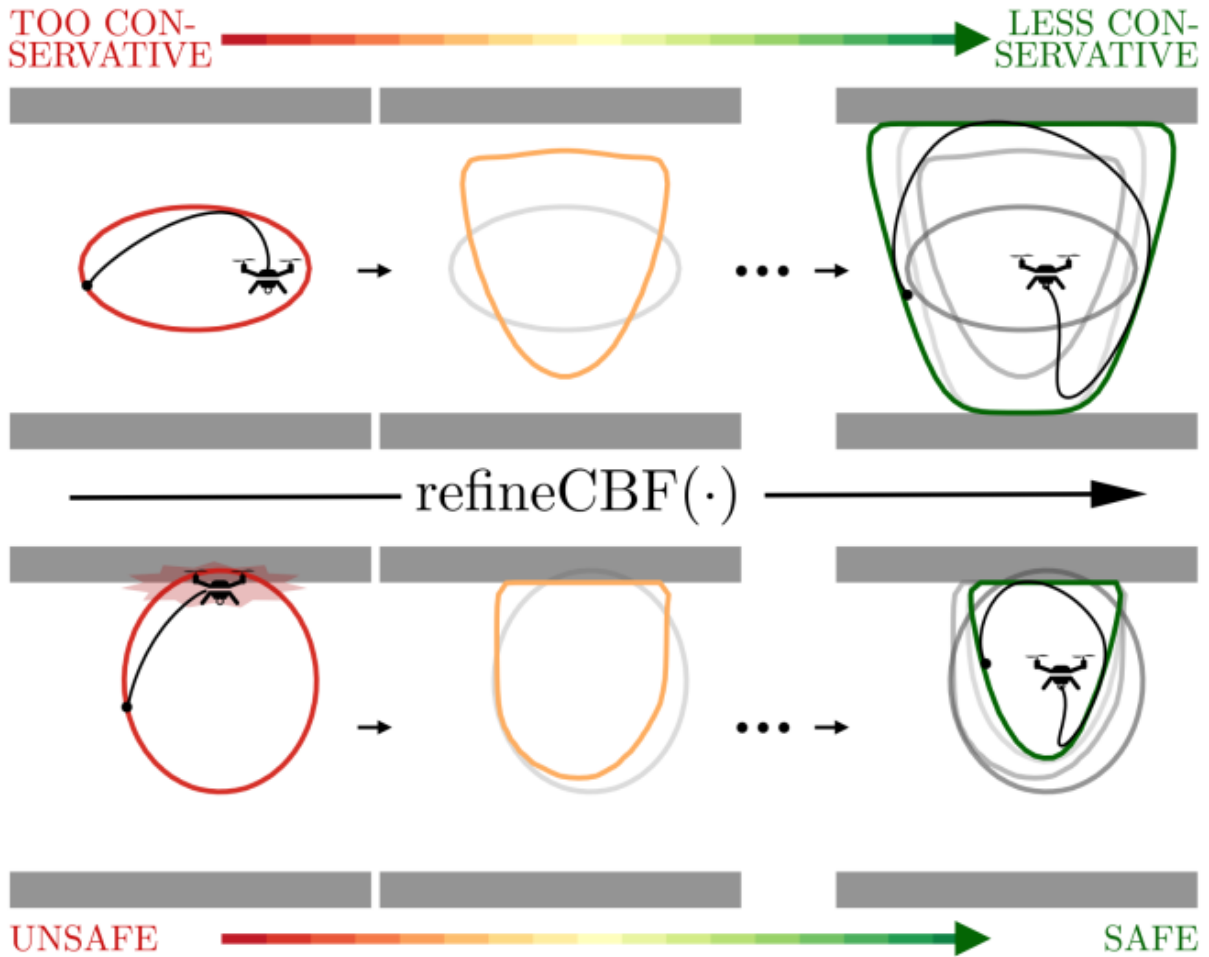 TOO CON-
SERVATIVE
LESS CON-
SERVATIVE
refineCBF(·)
UNSAFE
SAFE